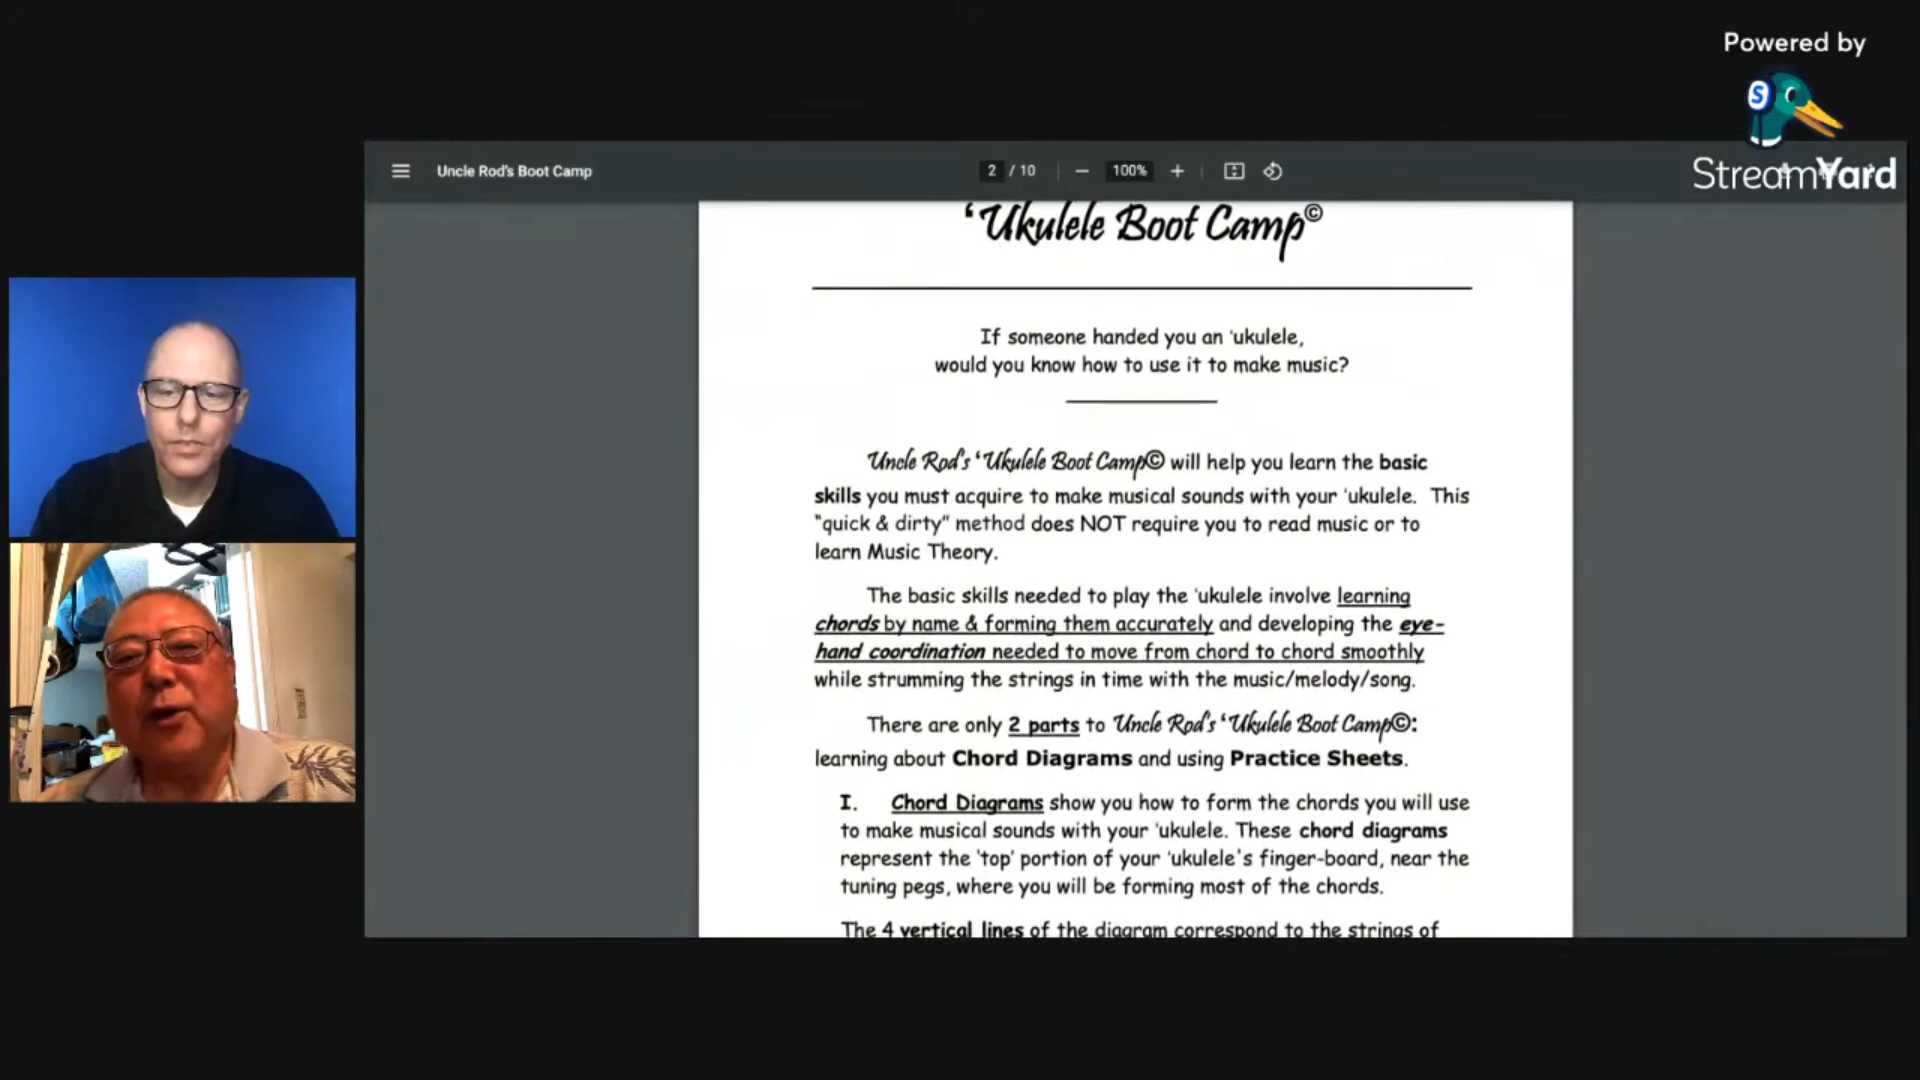 Powered by
StreamYard
Uncle Rod's Boot Camp
2 / 10
100%
‘Ukulele Boot Camp©
If someone handed you an ‘ukulele,
would you know how to use it to make music?
Uncle Rod's ‘Ukulele Boot Camp© will help you learn the basic
skills you must acquire to make musical sounds with your ‘ukulele. This
“quick & dirty” method does NOT require you to read music or to
learn Music Theory.
The basic skills needed to play the ‘ukulele involve learning
chords by name & forming them accurately and developing the eye-
hand coordination needed to move from chord to chord smoothly
while strumming the strings in time with the music/melody/song.
There are only 2 parts to Uncle Rod's ‘Ukulele Boot Camp©:
learning about Chord Diagrams and using Practice Sheets.
I. Chord Diagrams show you how to form the chords you will use
to make musical sounds with your ‘ukulele. These chord diagrams
represent the ‘top’ portion of your ‘ukulele's finger-board, near the
tuning pegs, where you will be forming most of the chords.
The 4 vertical lines of the diagram correspond to the strings of